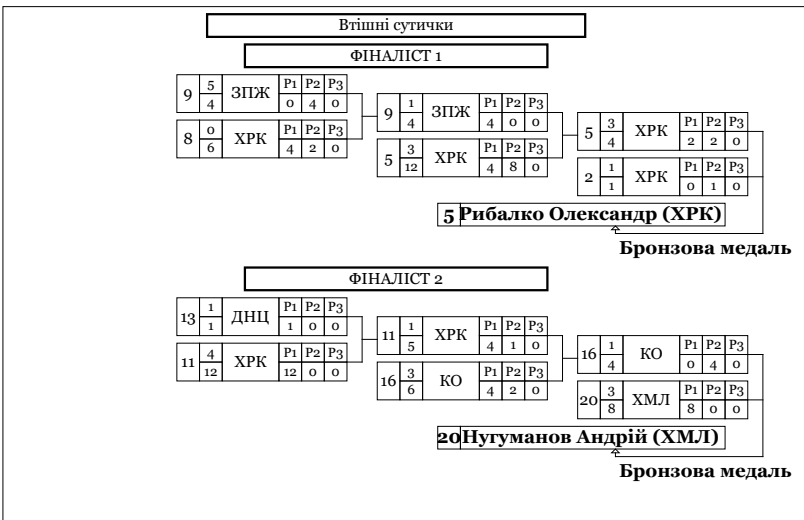 Втішні сутички
ФІНАЛІСТ 1
9 5 4 ЗПЖ Р1 Р2 Р3 0 4 0
8 0 6 ХРК Р1 Р2 Р3 4 2 0
9 1 4 ЗПЖ Р1 Р2 Р3 4 0 0
5 3 12 ХРК Р1 Р2 Р3 4 8 0
5 3 4 ХРК Р1 Р2 Р3 2 2 0
2 1 1 ХРК Р1 Р2 Р3 0 1 0
5 Рибалко Олександр (ХРК)
Бронзова медаль
ФІНАЛІСТ 2
13 1 1 ДНЦ Р1 Р2 Р3 1 0 0
11 4 12 ХРК Р1 Р2 Р3 12 0 0
11 1 5 ХРК Р1 Р2 Р3 4 1 0
16 3 6 КО Р1 Р2 Р3 4 2 0
16 1 4 КО Р1 Р2 Р3 0 4 0
20 3 8 ХМЛ Р1 Р2 Р3 8 0 0
20 Нугуманов Андрій (ХМЛ)
Бронзова медаль